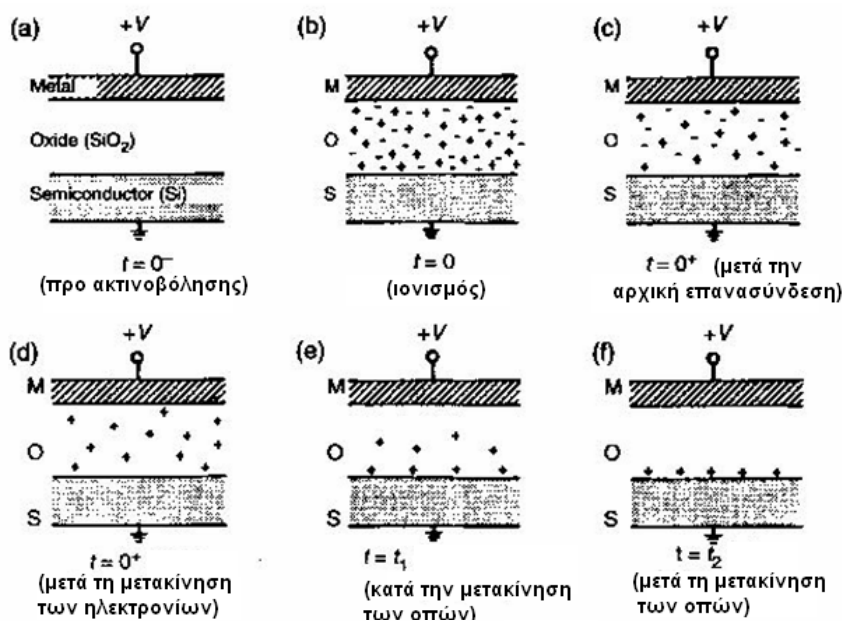 (a)
+V
Metal
Oxide (SiO₂)
Semiconductor (Si)
t = 0⁻
(προ ακτινοβόλησης)
(b)
+V
M
O
S
t = 0
(ιονισμός)
(c)
+V
M
O
S
t = 0⁺ (μετά την
αρχική επανασύνδεση)
(d)
+V
M
O
S
t = 0⁺
(μετά τη μετακίνηση
των ηλεκτρονίων)
(e)
+V
M
O
S
t = t₁
(κατά την μετακίνηση
των οπών)
(f)
+V
M
O
S
t = t₂
(μετά τη μετακίνηση
των οπών)